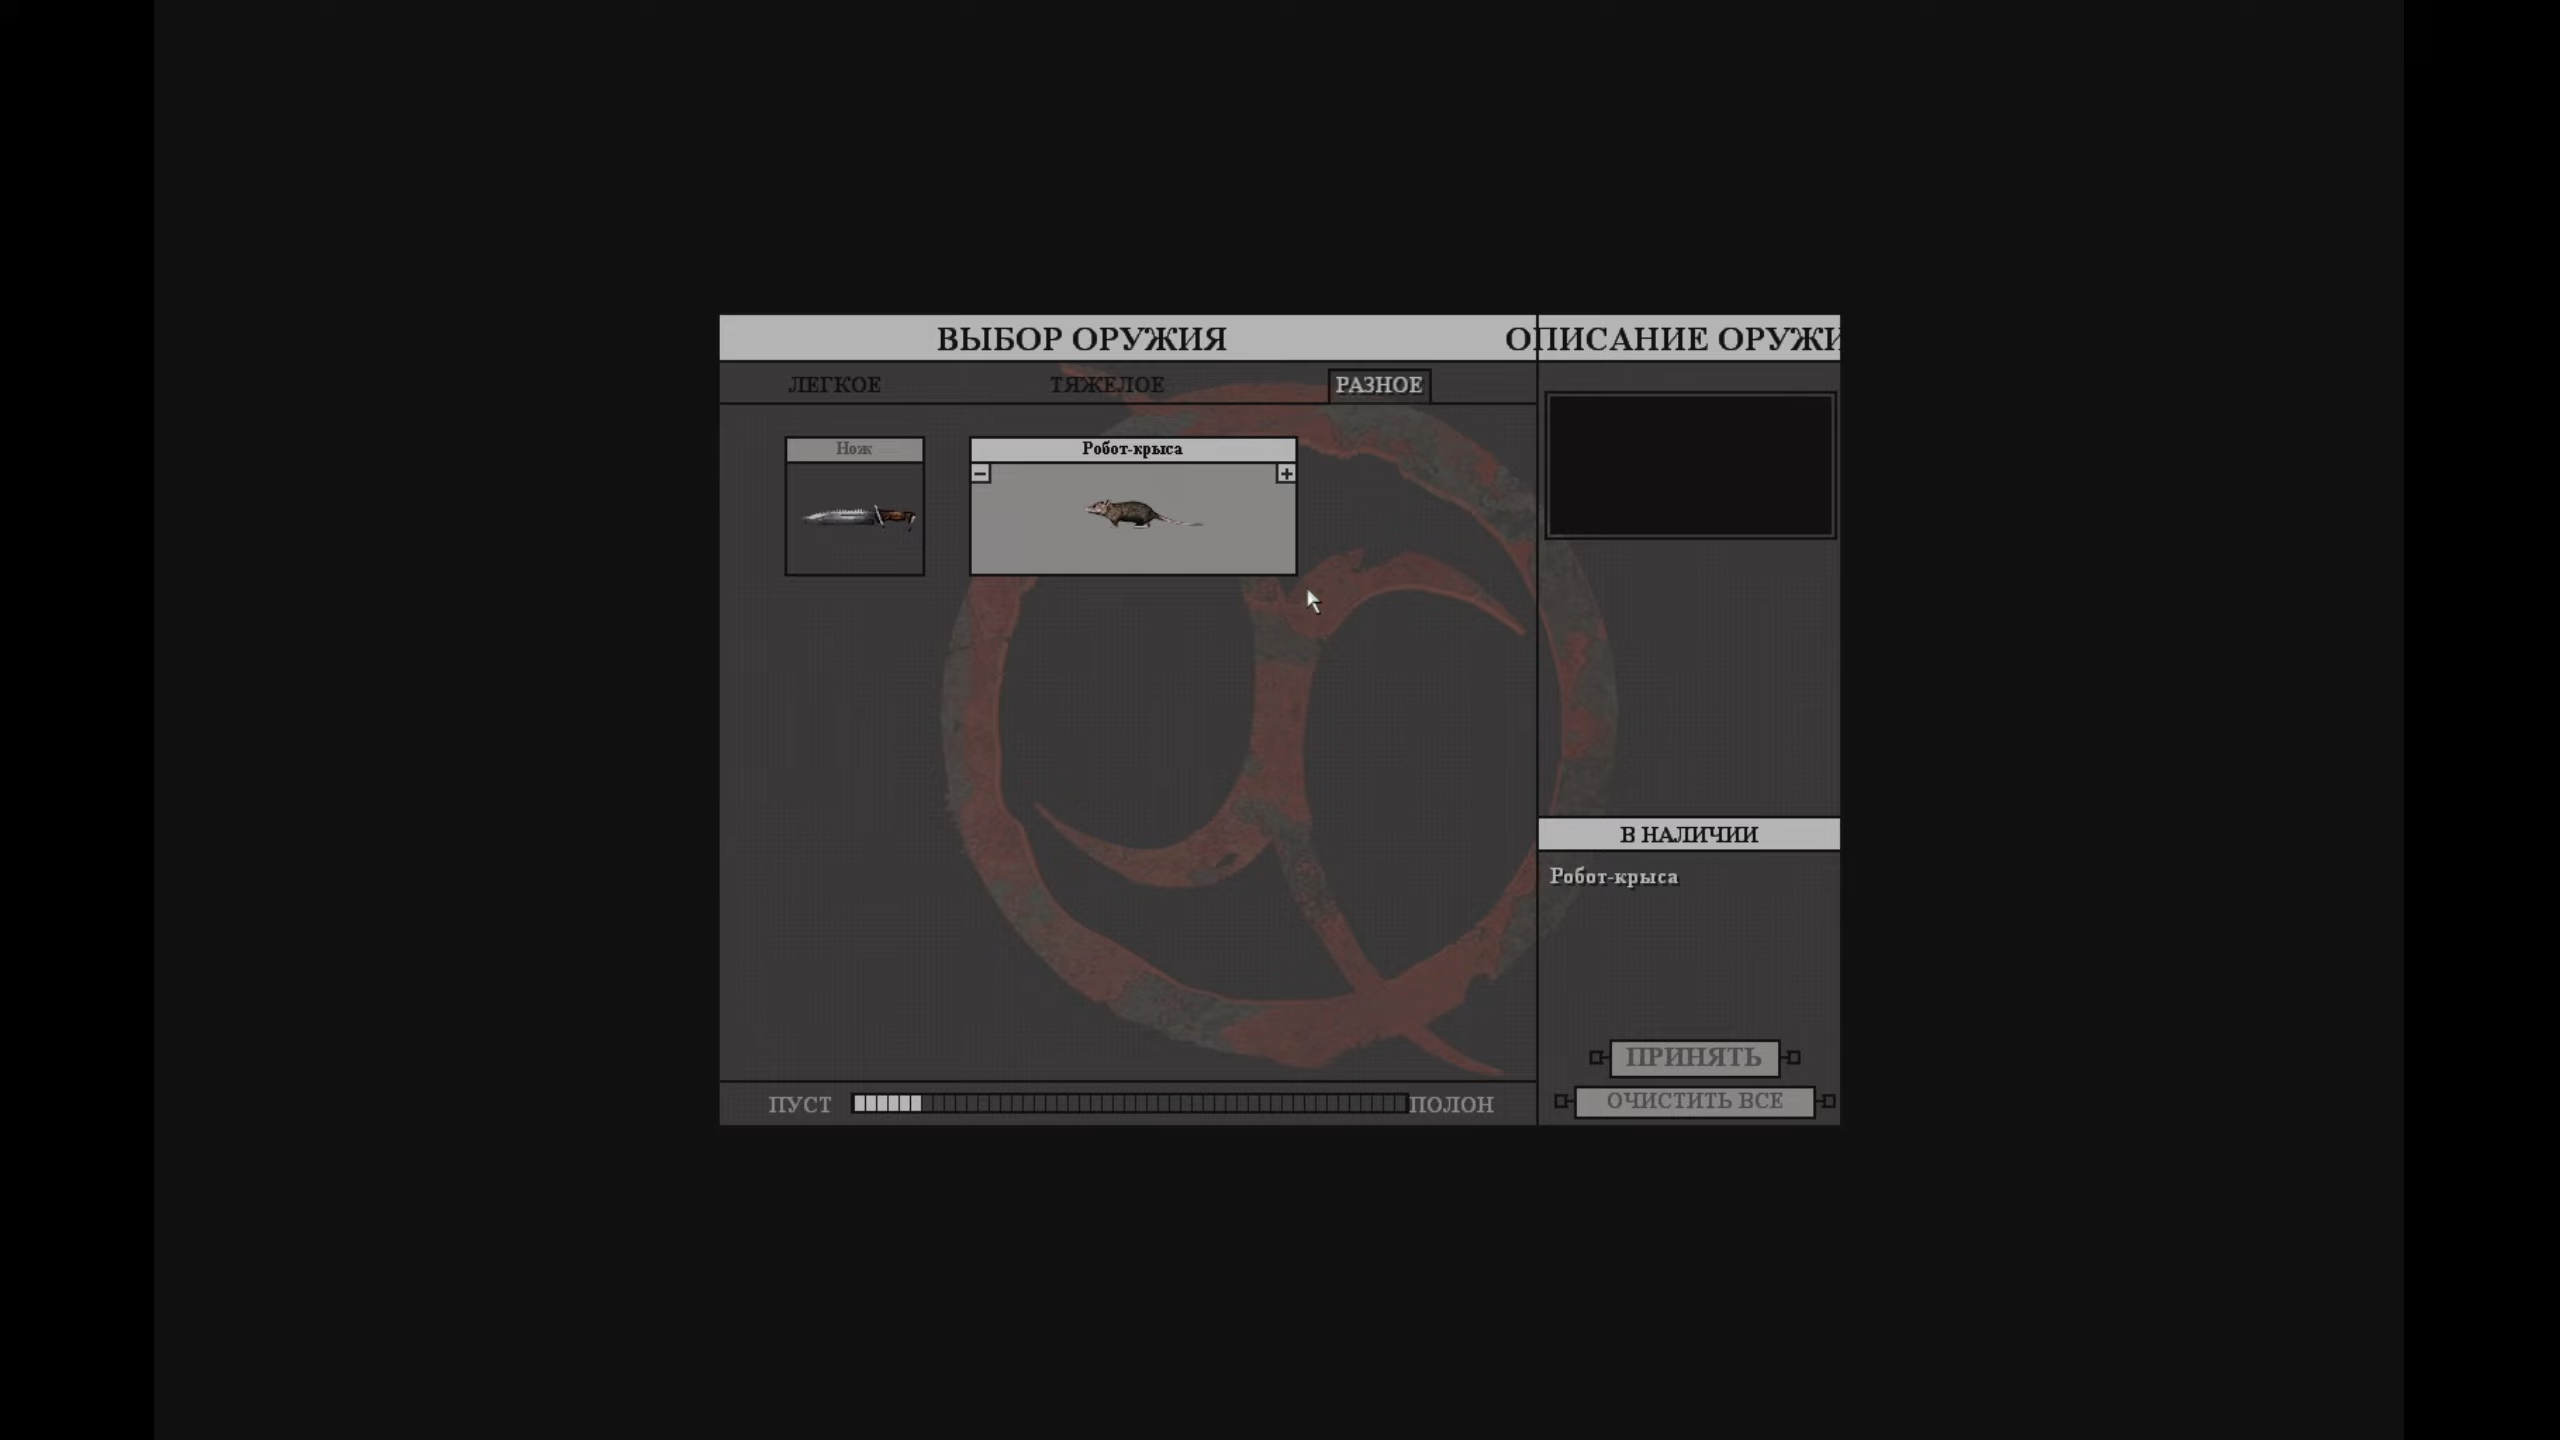 ВЫБОР ОРУЖИЯ
ОПИСАНИЕ ОРУЖИ
ЛЕГКОЕ
ТЯЖЕЛОЕ
РАЗНОЕ
Нож
Робот-крыса
В НАЛИЧИИ
Робот-крыса
ПРИНЯТЬ
ОЧИСТИТЬ ВСЕ
ПУСТ
ПОЛОН